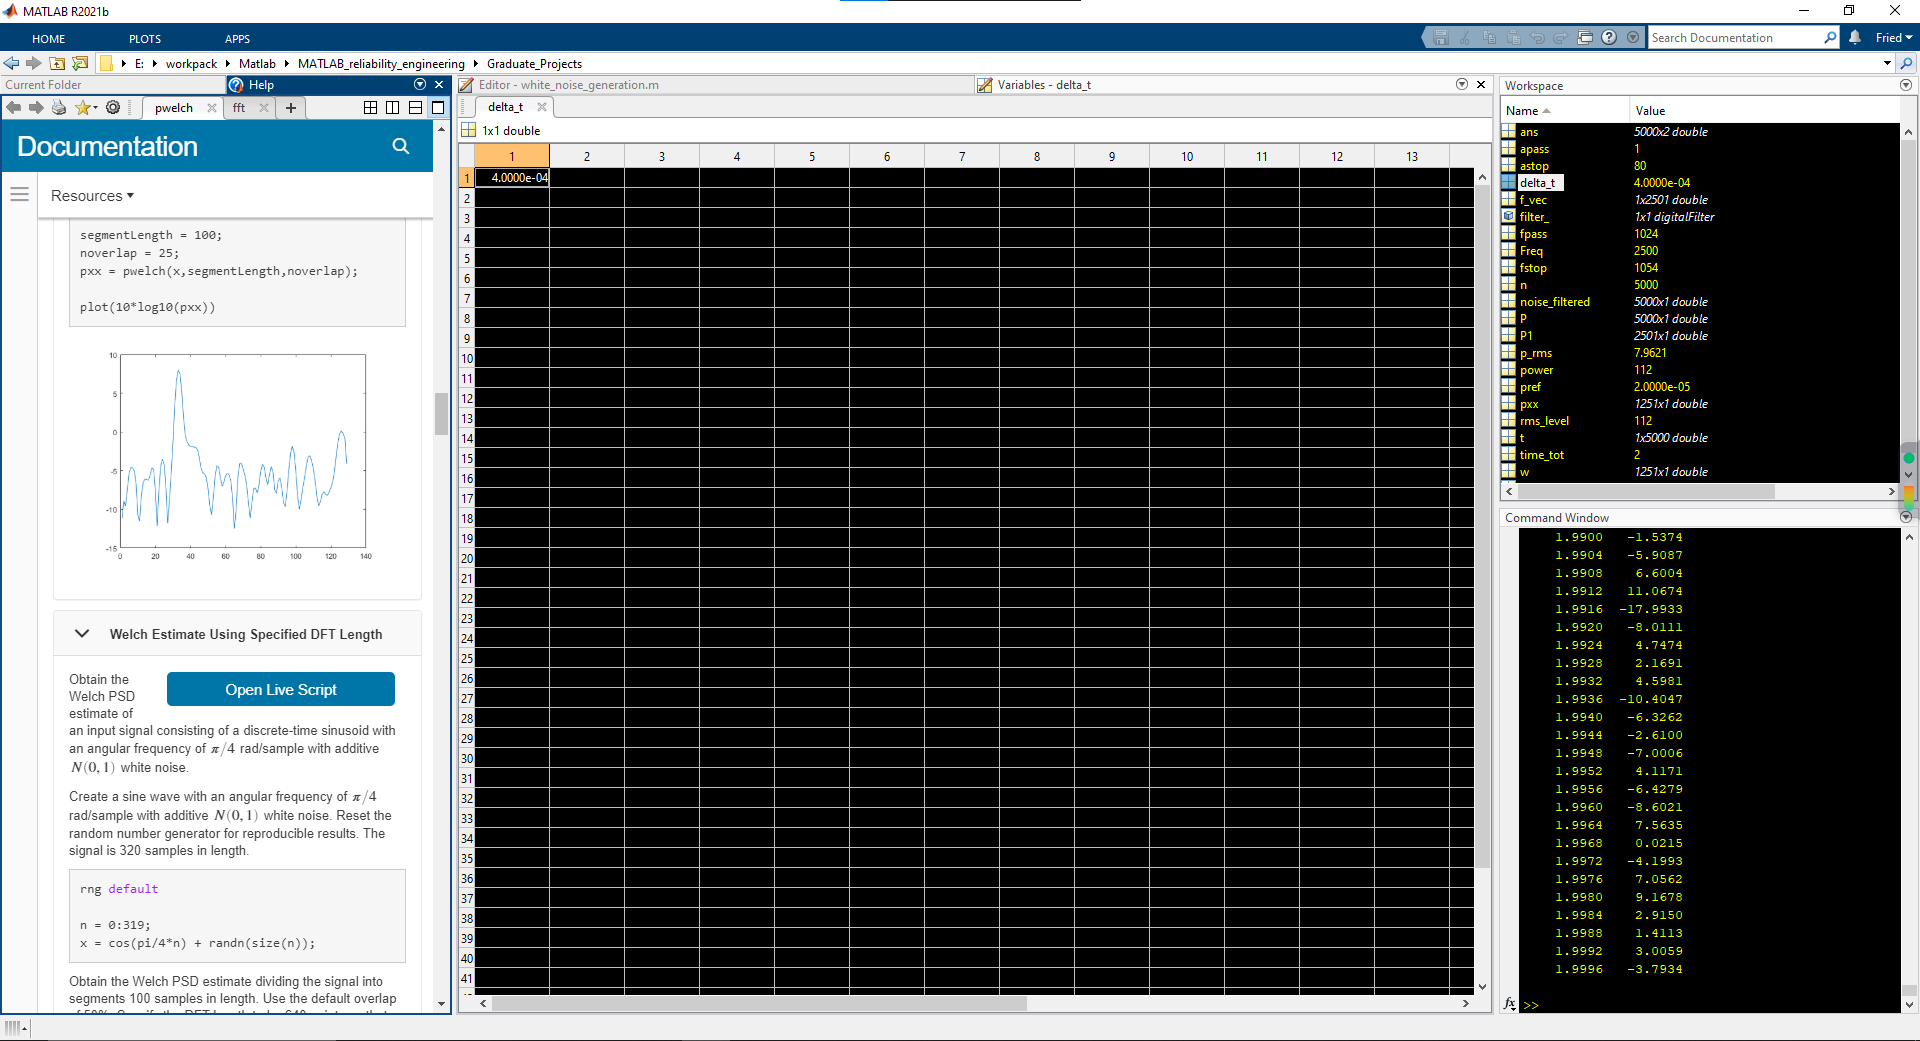 MATLAB R2021b
HOME PLOTS APPS
Search Documentation
Fried
E: workpack Matlab MATLAB_reliability_engineering Graduate_Projects
Current Folder
Help
pwelch
fft
Documentation
Resources
segmentLength = 100;
noverlap = 25;
pxx = pwelch(x,segmentLength,noverlap);
plot(10*log10(pxx))
10
5
0
-5
-10
-15
0 20 40 60 80 100 120 140
Welch Estimate Using Specified DFT Length
Open Live Script
Obtain the
Welch PSD
estimate of
an input signal consisting of a discrete-time sinusoid with
an angular frequency of π/4 rad/sample with additive
N(0,1) white noise.
Create a sine wave with an angular frequency of π/4
rad/sample with additive N(0,1) white noise. Reset the
random number generator for reproducible results. The
signal is 320 samples in length.
rng default
n = 0:319;
x = cos(pi/4*n) + randn(size(n));
Obtain the Welch PSD estimate dividing the signal into
segments 100 samples in length. Use the default overlap
Editor - white_noise_generation.m
Variables - delta_t
delta_t
1x1 double
1 2 3 4 5 6 7 8 9 10 11 12 13
1 4.0000e-04
2
3
4
5
6
7
8
9
10
11
12
13
14
15
16
17
18
19
20
21
22
23
24
25
26
27
28
29
30
31
32
33
34
35
36
37
38
39
40
41
Workspace
Name Value
ans 5000x2 double
apass 1
astop 80
delta_t 4.0000e-04
f_vec 1x2501 double
filter_ 1x1 digitalFilter
fpass 1024
Freq 2500
fstop 1054
n 5000
noise_filtered 5000x1 double
P 5000x1 double
P1 2501x1 double
p_rms 7.9621
power 112
pref 2.0000e-05
pxx 1251x1 double
rms_level 112
t 1x5000 double
time_tot 2
w 1251x1 double
Command Window
1.9900 -1.5374
1.9904 -5.9087
1.9908 6.6004
1.9912 11.0674
1.9916 -17.9933
1.9920 -8.0111
1.9924 4.7474
1.9928 2.1691
1.9932 4.5981
1.9936 -10.4047
1.9940 -6.3262
1.9944 -2.6100
1.9948 -7.0006
1.9952 4.1171
1.9956 -6.4279
1.9960 -8.6021
1.9964 7.5635
1.9968 0.0215
1.9972 -4.1993
1.9976 7.0562
1.9980 9.1678
1.9984 2.9150
1.9988 1.4113
1.9992 3.0059
1.9996 -3.7934
fx >>